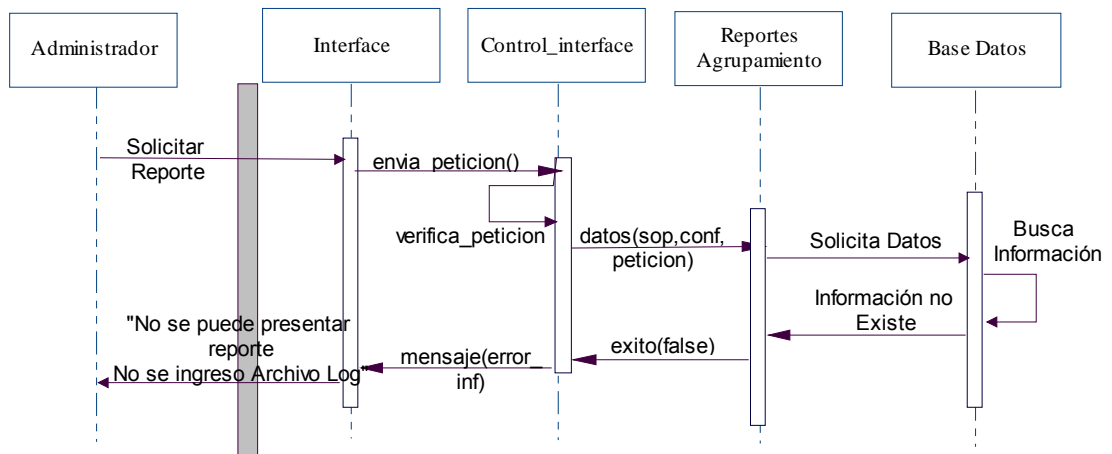 Administrador
Interface
Control_interface
Reportes
Agrupamiento
Base Datos
Solicitar
Reporte
envia_peticion()
verifica_peticion
datos(sop,conf,
peticion)
Solicita Datos
Busca
Información
Información no
Existe
exito(false)
mensaje(error_
inf)
"No se puede presentar
reporte
No se ingreso Archivo Log"